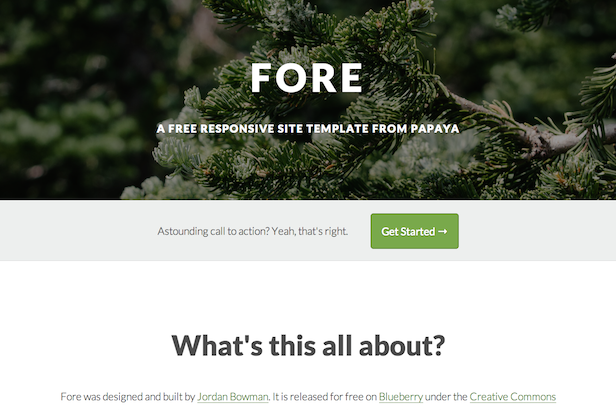 FORE
A FREE RESPONSIVE SITE TEMPLATE FROM PAPAYA
Astounding call to action? Yeah, that's right.
Get Started →
What's this all about?
Fore was designed and built by Jordan Bowman. It is released for free on Blueberry under the Creative Commons